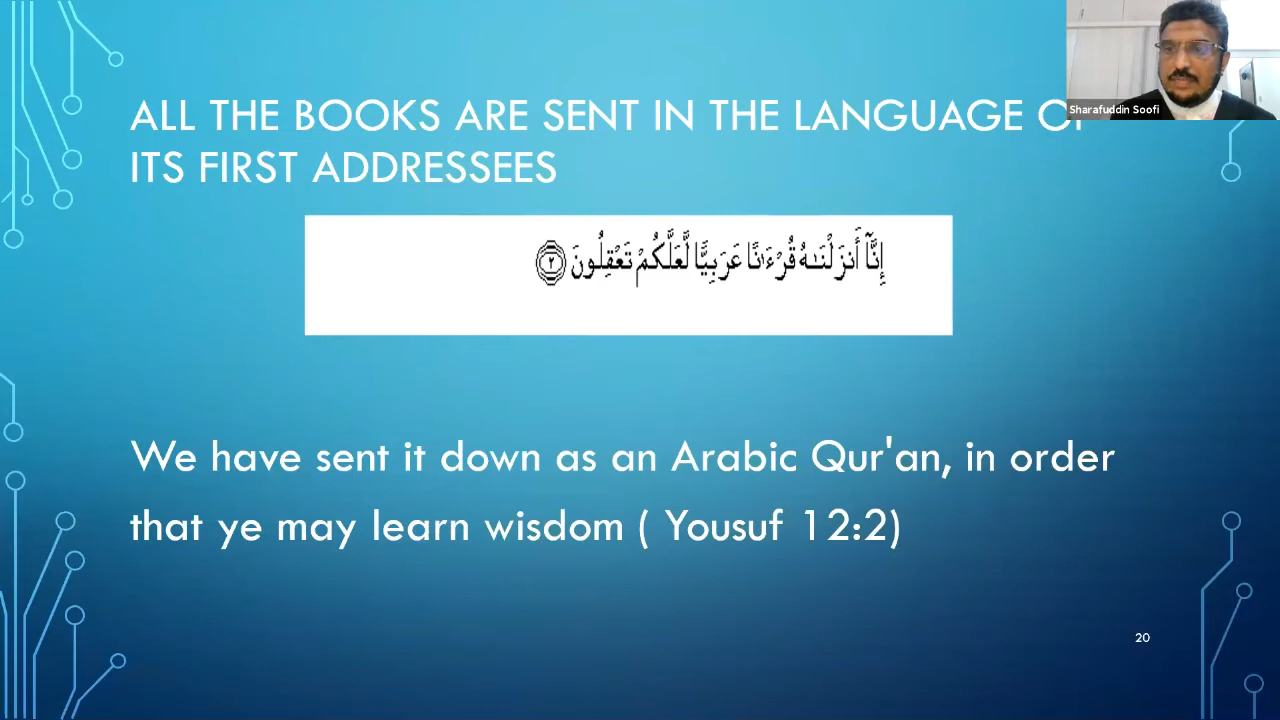 ALL THE BOOKS ARE SENT IN THE LANGUAGE OF
ITS FIRST ADDRESSEES
Sharafuddin Soofi
إِنَّآ أَنزَلْنَـٰهُ قُرْءَٰنًا عَرَبِيًّا لَّعَلَّكُمْ تَعْقِلُونَ ٢
We have sent it down as an Arabic Qur'an, in order
that ye may learn wisdom ( Yousuf 12:2)
20